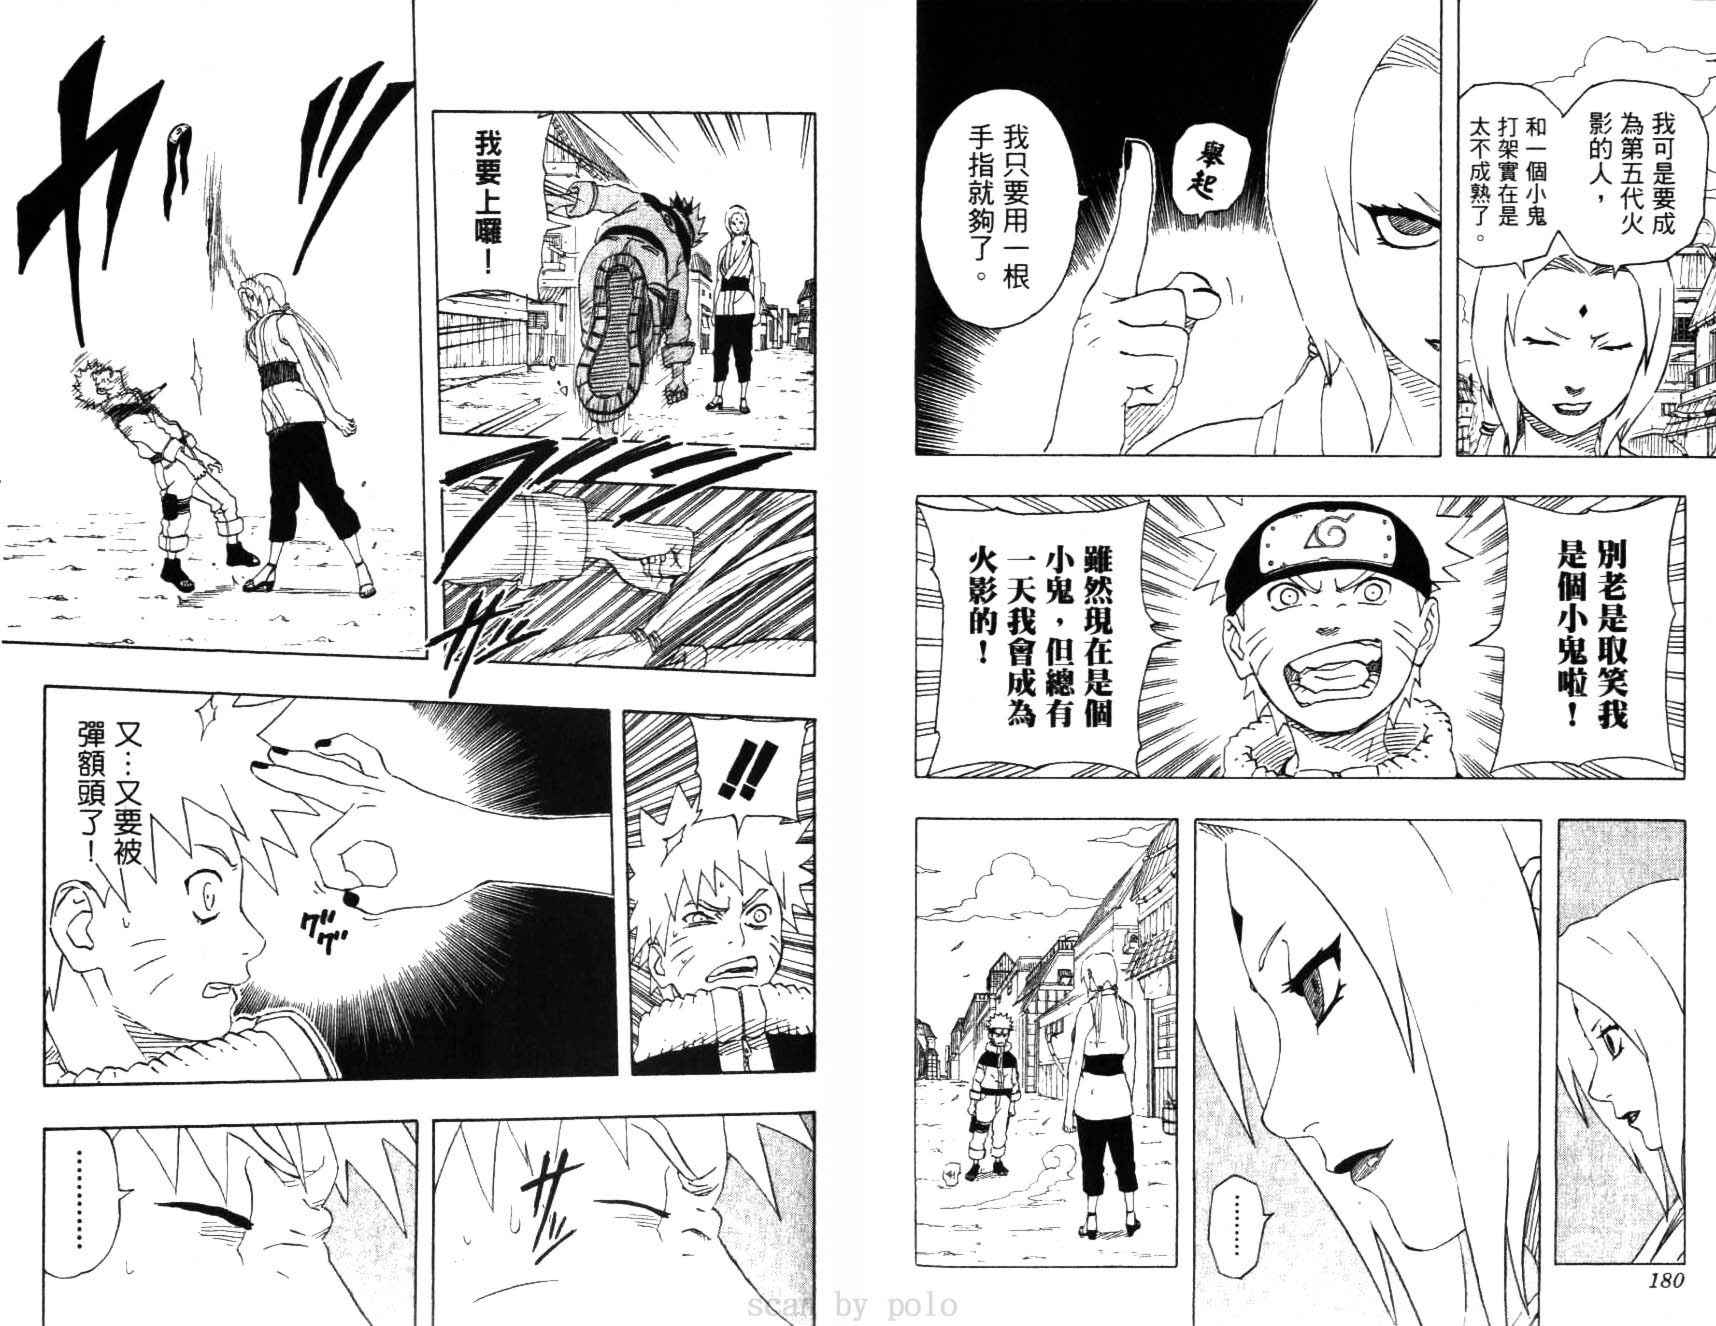 我可是要成
為第五代火
影的人，
和一個小鬼
打架實在是
太不成熟了。
舉起
我只要用一根
手指就夠了。
別老是取笑我
是個小鬼啦！
雖然現在是個
小鬼，但總有
一天我會成為
火影的！
………
180
我要上囉！
!!
又…又要被
彈額頭了！
グググ
………
scan by polo